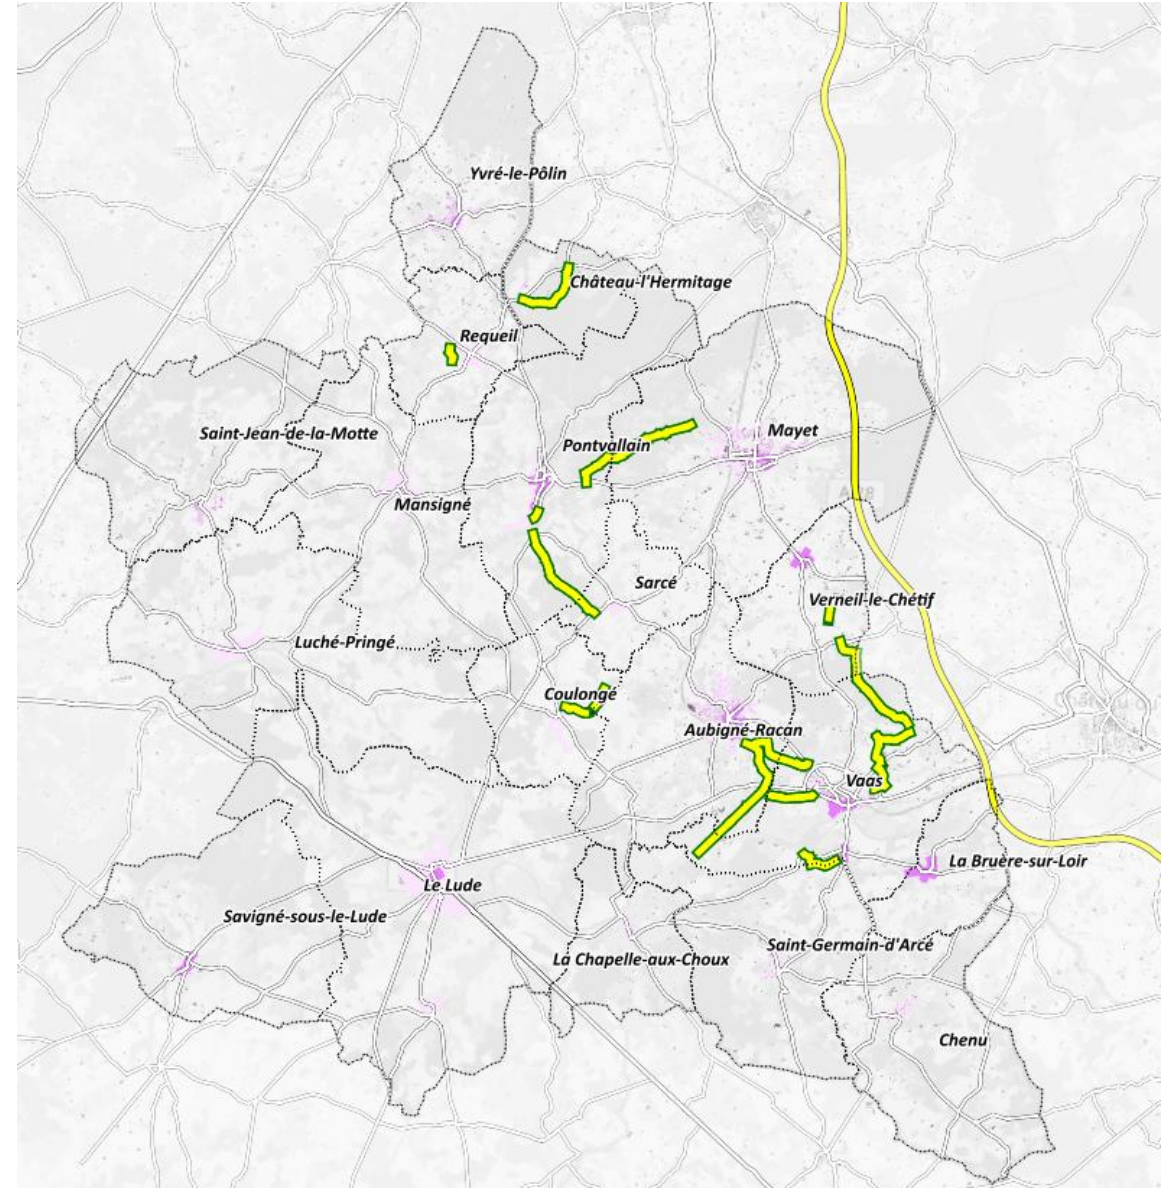 Yvré-le-Pôlin
Château-l'Hermitage
Requeil
Saint-Jean-de-la-Motte
Mayet
Pontvallain
Mansigné
Sarcé
Verneil-le-Chétif
Luché-Pringé
Coulongé
Aubigné-Racan
Vaas
La Bruère-sur-Loir
Le Lude
Savigné-sous-le-Lude
Saint-Germain-d'Arcé
La Chapelle-aux-Choux
Chenu